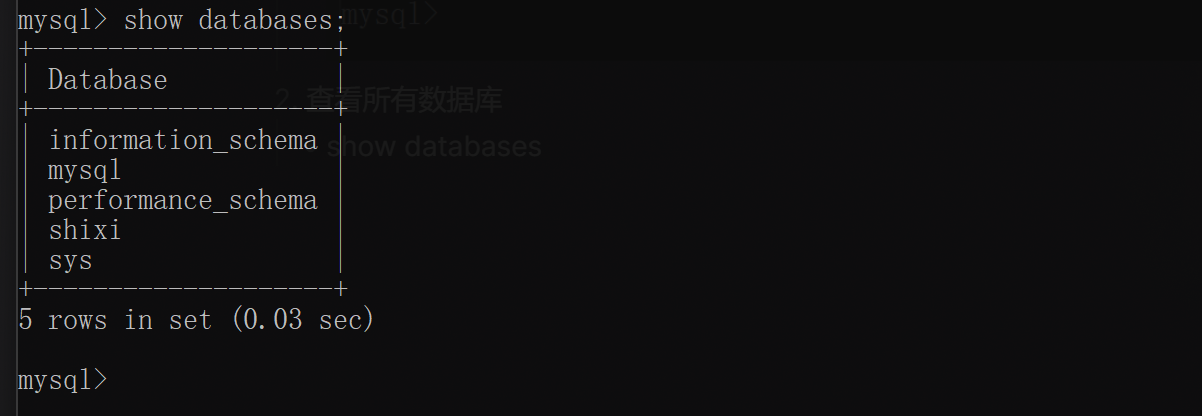 mysql> show databases;
mysql>
+--------------------+
| Database           |
+--------------------+
2. 查看所有数据库
| information_schema |
show databases
| mysql              |
| performance_schema |
| shixi              |
| sys                |
+--------------------+
5 rows in set (0.03 sec)
mysql>